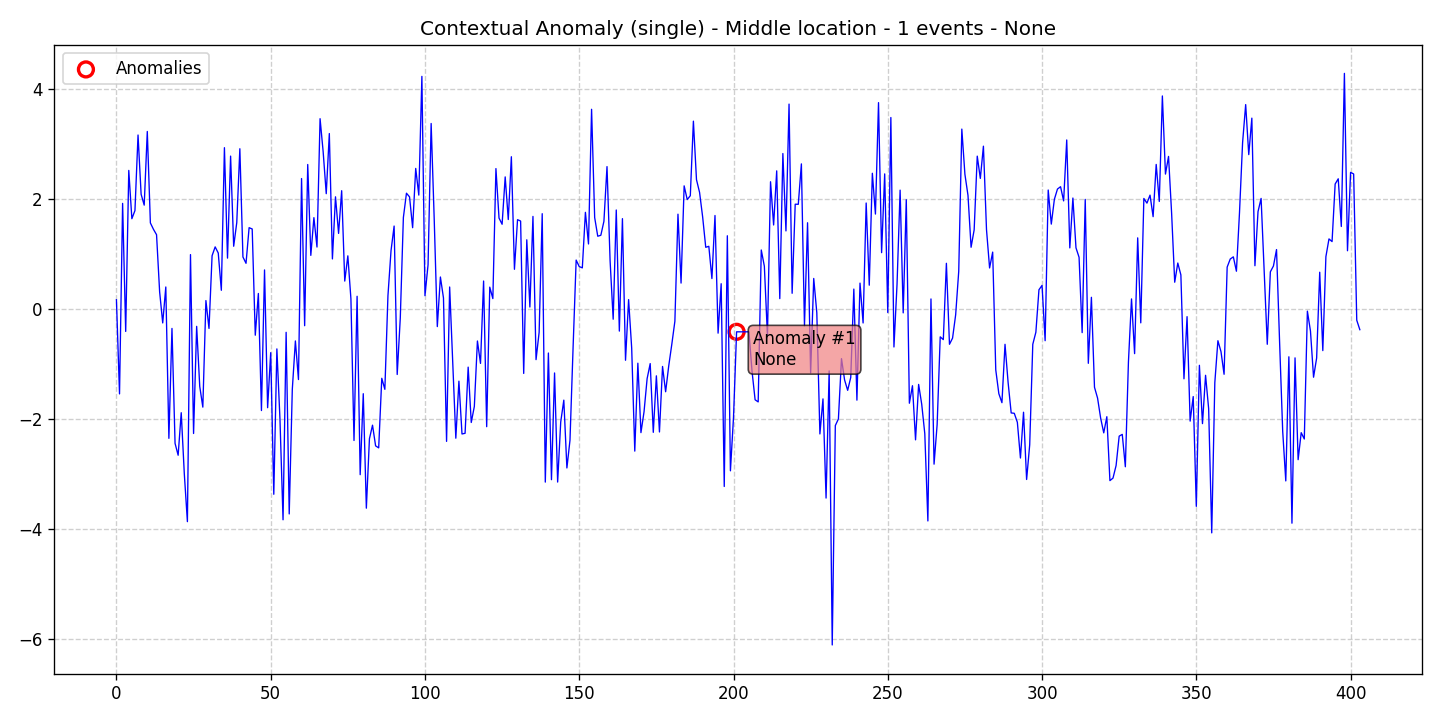 Contextual Anomaly (single) - Middle location - 1 events - None
Anomalies
4
2
0
−2
−4
−6
Anomaly #1
None
0 50 100 150 200 250 300 350 400